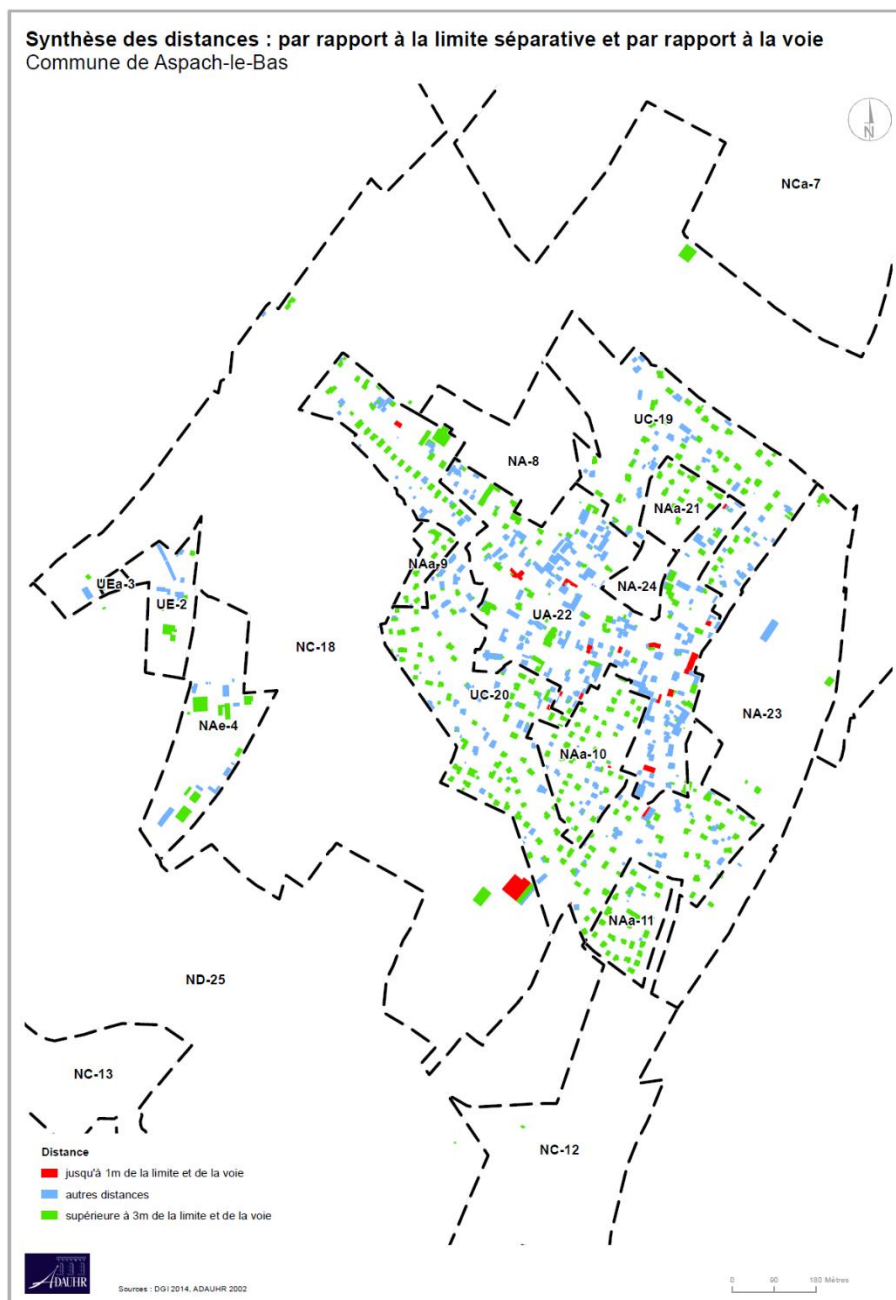 Synthèse des distances : par rapport à la limite séparative et par rapport à la voie
Commune de Aspach-le-Bas
N
NCa-7
UC-19
NA-8
NAa-21
NAa-9
NA-24
UEa-3
UE-2
UA-22
NC-18
UC-20
NA-23
NAe-4
NAa-10
NAa-11
ND-25
NC-13
NC-12
Distance
jusqu'à 1m de la limite et de la voie
autres distances
supérieure à 3m de la limite et de la voie
ADAUHR
Sources : DGI 2014, ADAUHR 2002
0 90 180 Mètres